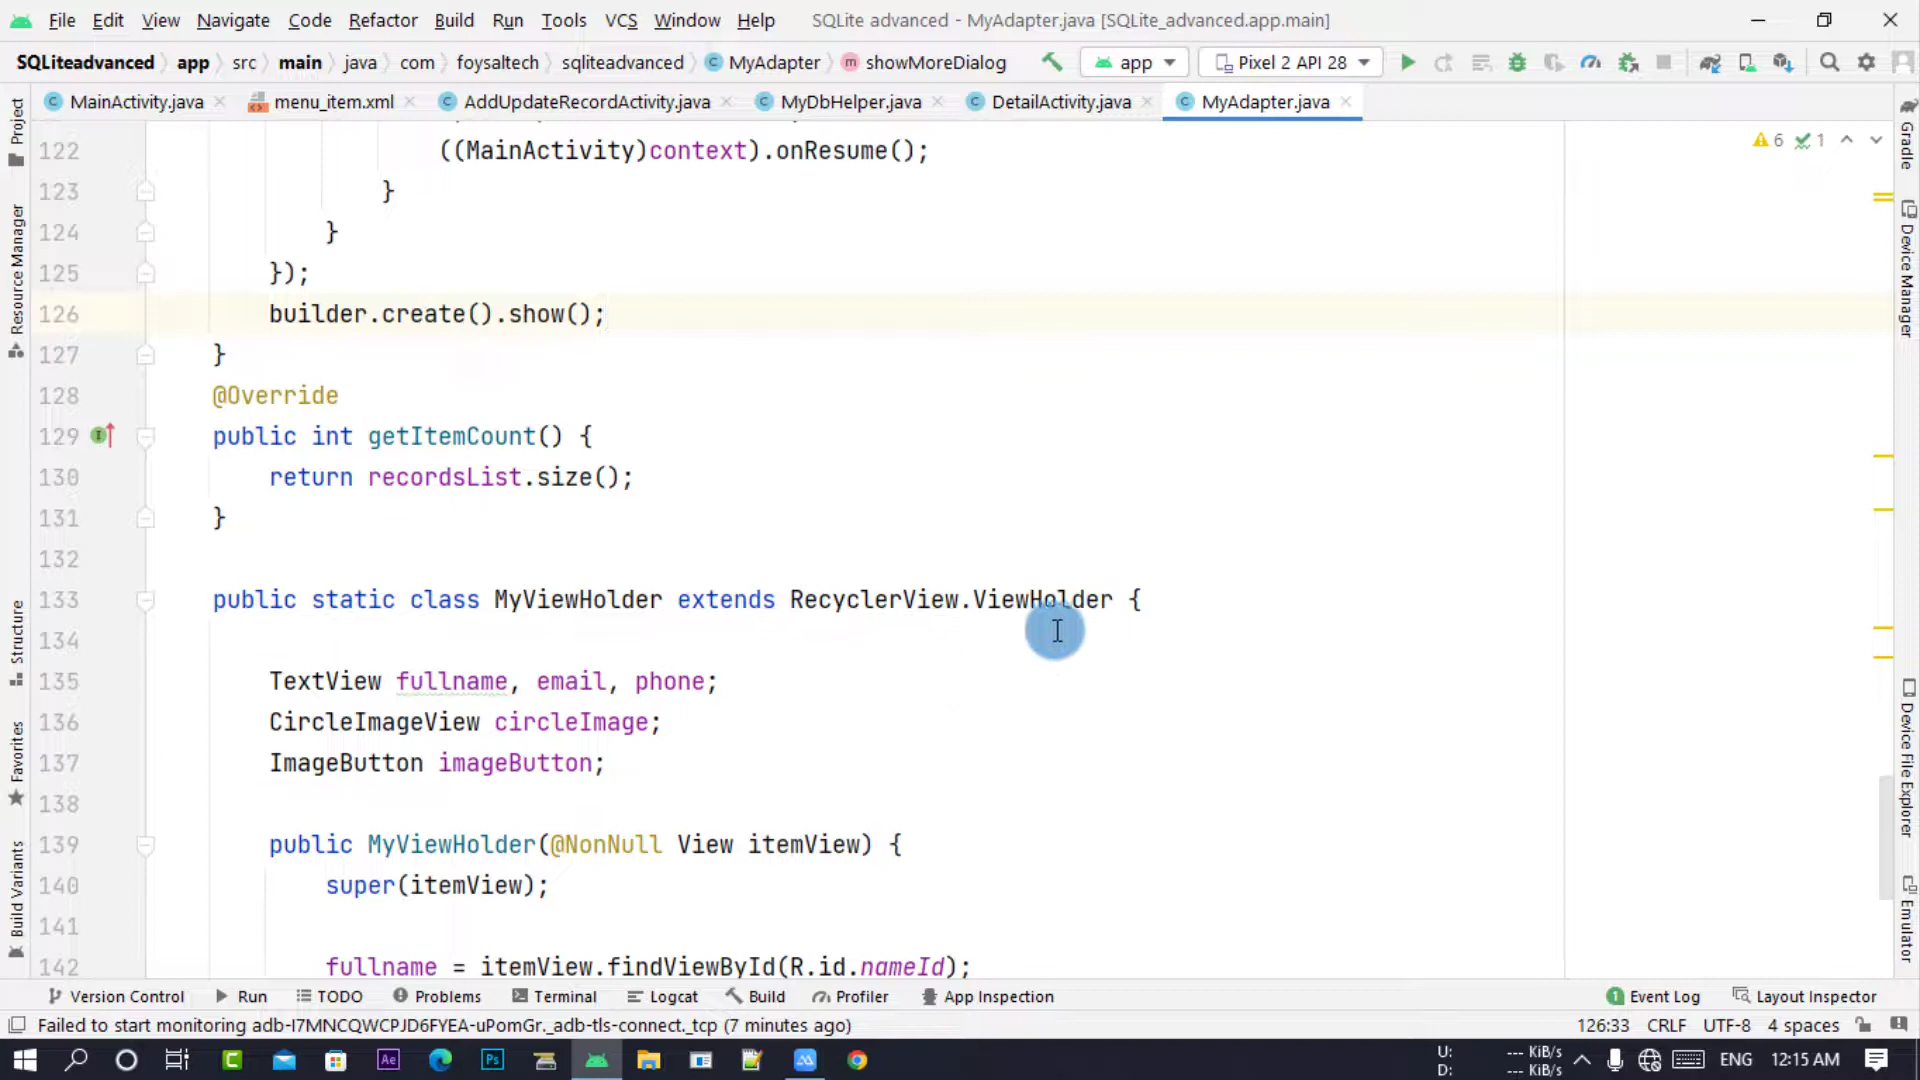 File Edit View Navigate Code Refactor Build Run Tools VCS Window Help SQLite advanced - MyAdapter.java [SQLite_advanced.app.main]
SQLiteadvanced app src main java com foysaltech sqliteadvanced MyAdapter showMoreDialog app Pixel 2 API 28
MainActivity.java menu_item.xml AddUpdateRecordActivity.java MyDbHelper.java DetailActivity.java MyAdapter.java
6 1
122 ((MainActivity)context).onResume();
123 }
124 }
125 });
126 builder.create().show();
127 }
128 @Override
129 public int getItemCount() {
130 return recordsList.size();
131 }
132
133 public static class MyViewHolder extends RecyclerView.ViewHolder {
134
135 TextView fullname, email, phone;
136 CircleImageView circleImage;
137 ImageButton imageButton;
138
139 public MyViewHolder(@NonNull View itemView) {
140 super(itemView);
141
142 fullname = itemView.findViewById(R.id.nameId);
Project
Resource Manager
Structure
Favorites
Build Variants
Gradle
Device Manager
Device File Explorer
Emulator
Version Control Run TODO Problems Terminal Logcat Build Profiler App Inspection 1 Event Log Layout Inspector
Failed to start monitoring adb-I7MNCQWCPJD6FYEA-uPomGr._adb-tls-connect._tcp (7 minutes ago) 126:33 CRLF UTF-8 4 spaces
C Ae Ps
U: --- KiB/s
D: --- KiB/s
ENG 12:15 AM